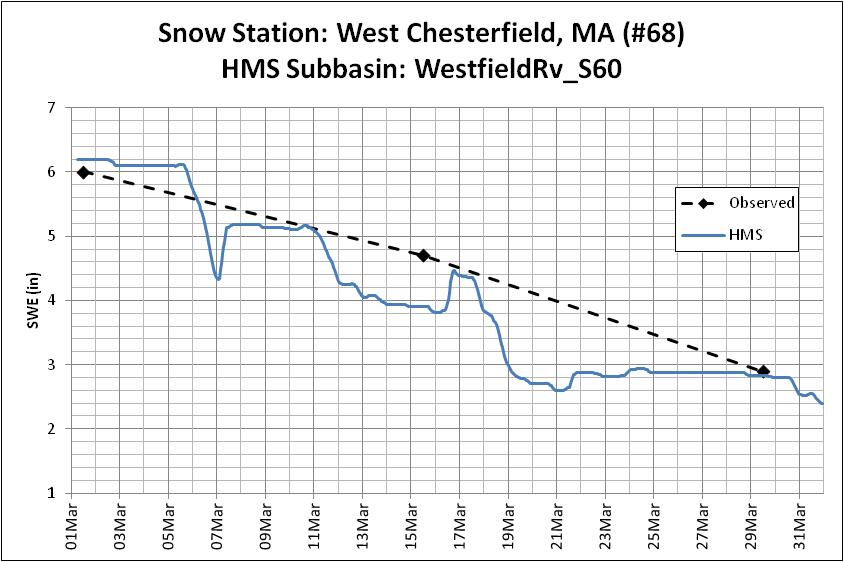 Snow Station: West Chesterfield, MA (#68)
HMS Subbasin: WestfieldRv_S60
7
6
5
4
3
2
1
SWE (in)
Observed
HMS
01Mar
03Mar
05Mar
07Mar
09Mar
11Mar
13Mar
15Mar
17Mar
19Mar
21Mar
23Mar
25Mar
27Mar
29Mar
31Mar